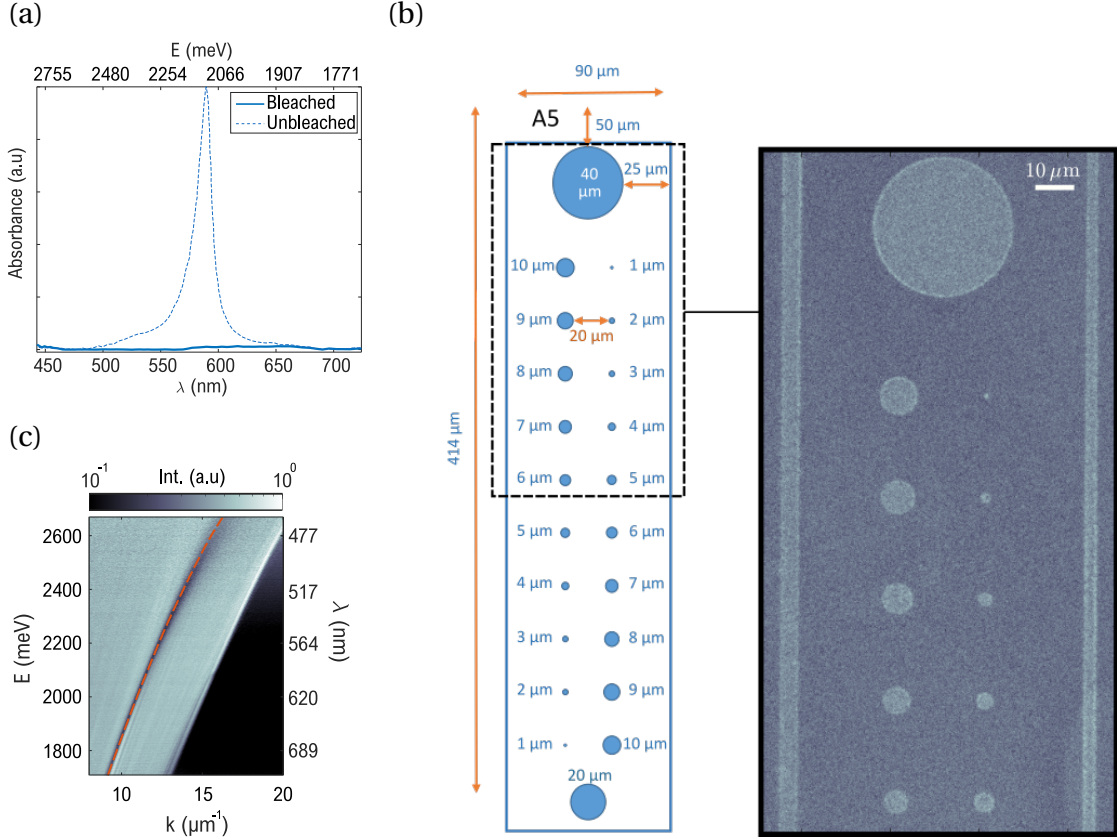 (a)
E (meV)
2755 2480 2254 2066 1907 1771
Bleached
Unbleached
Absorbance (a.u)
450 500 550 600 650 700
λ (nm)
(b)
90 µm
A5
50 µm
40
µm
25 µm
10 µm 1 µm
9 µm 2 µm
20 µm
8 µm 3 µm
7 µm 4 µm
6 µm 5 µm
5 µm 6 µm
4 µm 7 µm
3 µm 8 µm
2 µm 9 µm
1 µm 10 µm
20 µm
414 µm
10 µm
(c)
10⁻¹ Int. (a.u) 10⁰
E (meV)
2600
2400
2200
2000
1800
477
517
564
620
689
λ (nm)
10 15 20
k (µm⁻¹)